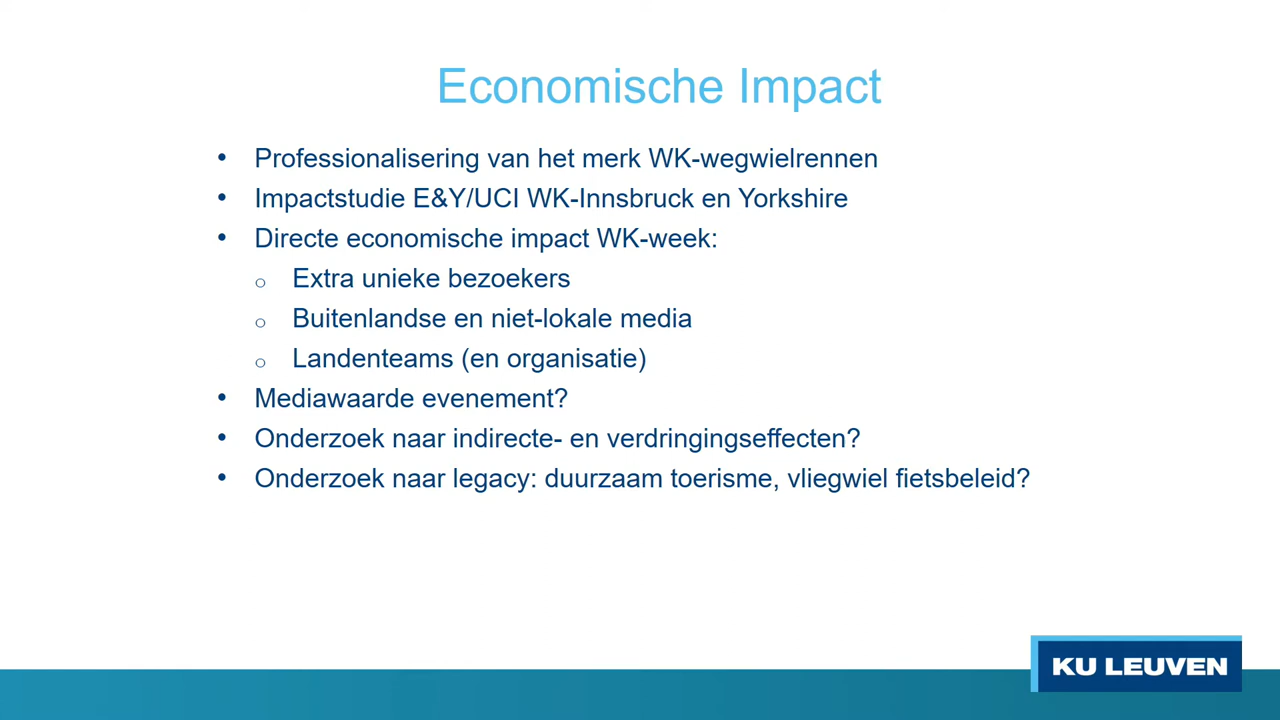 Economische Impact
• Professionalisering van het merk WK-wegwielrennen
• Impactstudie E&Y/UCI WK-Innsbruck en Yorkshire
• Directe economische impact WK-week:
o Extra unieke bezoekers
o Buitenlandse en niet-lokale media
o Landenteams (en organisatie)
• Mediawaarde evenement?
• Onderzoek naar indirecte- en verdringingseffecten?
• Onderzoek naar legacy: duurzaam toerisme, vliegwiel fietsbeleid?
KU LEUVEN